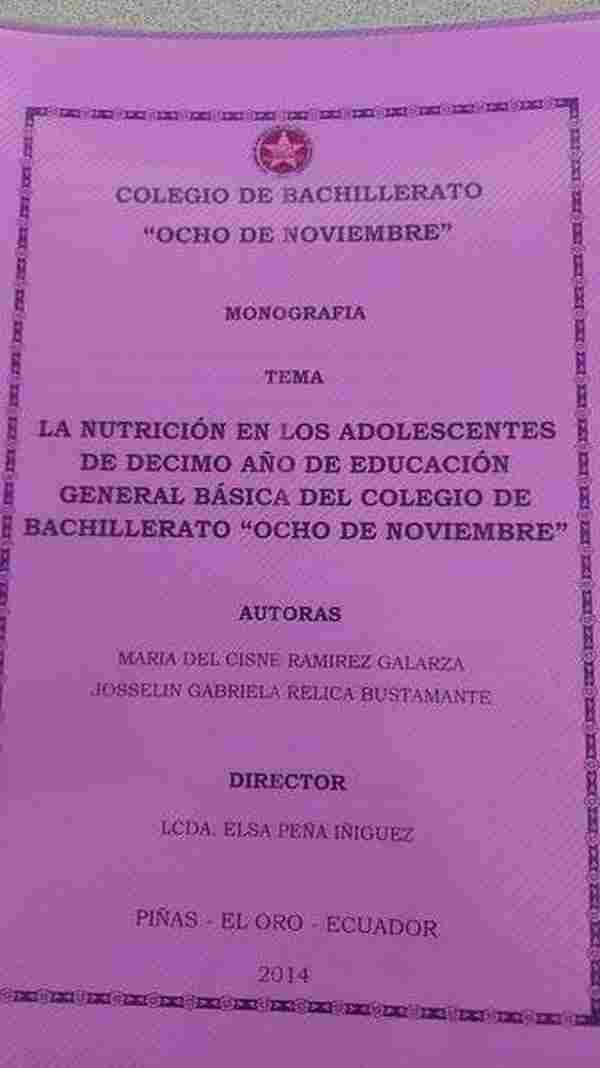 COLEGIO DE BACHILLERATO
“OCHO DE NOVIEMBRE”
MONOGRAFIA
TEMA
LA NUTRICIÓN EN LOS ADOLESCENTES
DE DECIMO AÑO DE EDUCACIÓN
GENERAL BÁSICA DEL COLEGIO DE
BACHILLERATO “OCHO DE NOVIEMBRE”
AUTORAS
MARIA DEL CISNE RAMIREZ GALARZA
JOSSELIN GABRIELA RELICA BUSTAMANTE
DIRECTOR
LCDA. ELSA PEÑA IÑIGUEZ
PIÑAS - EL ORO - ECUADOR
2014